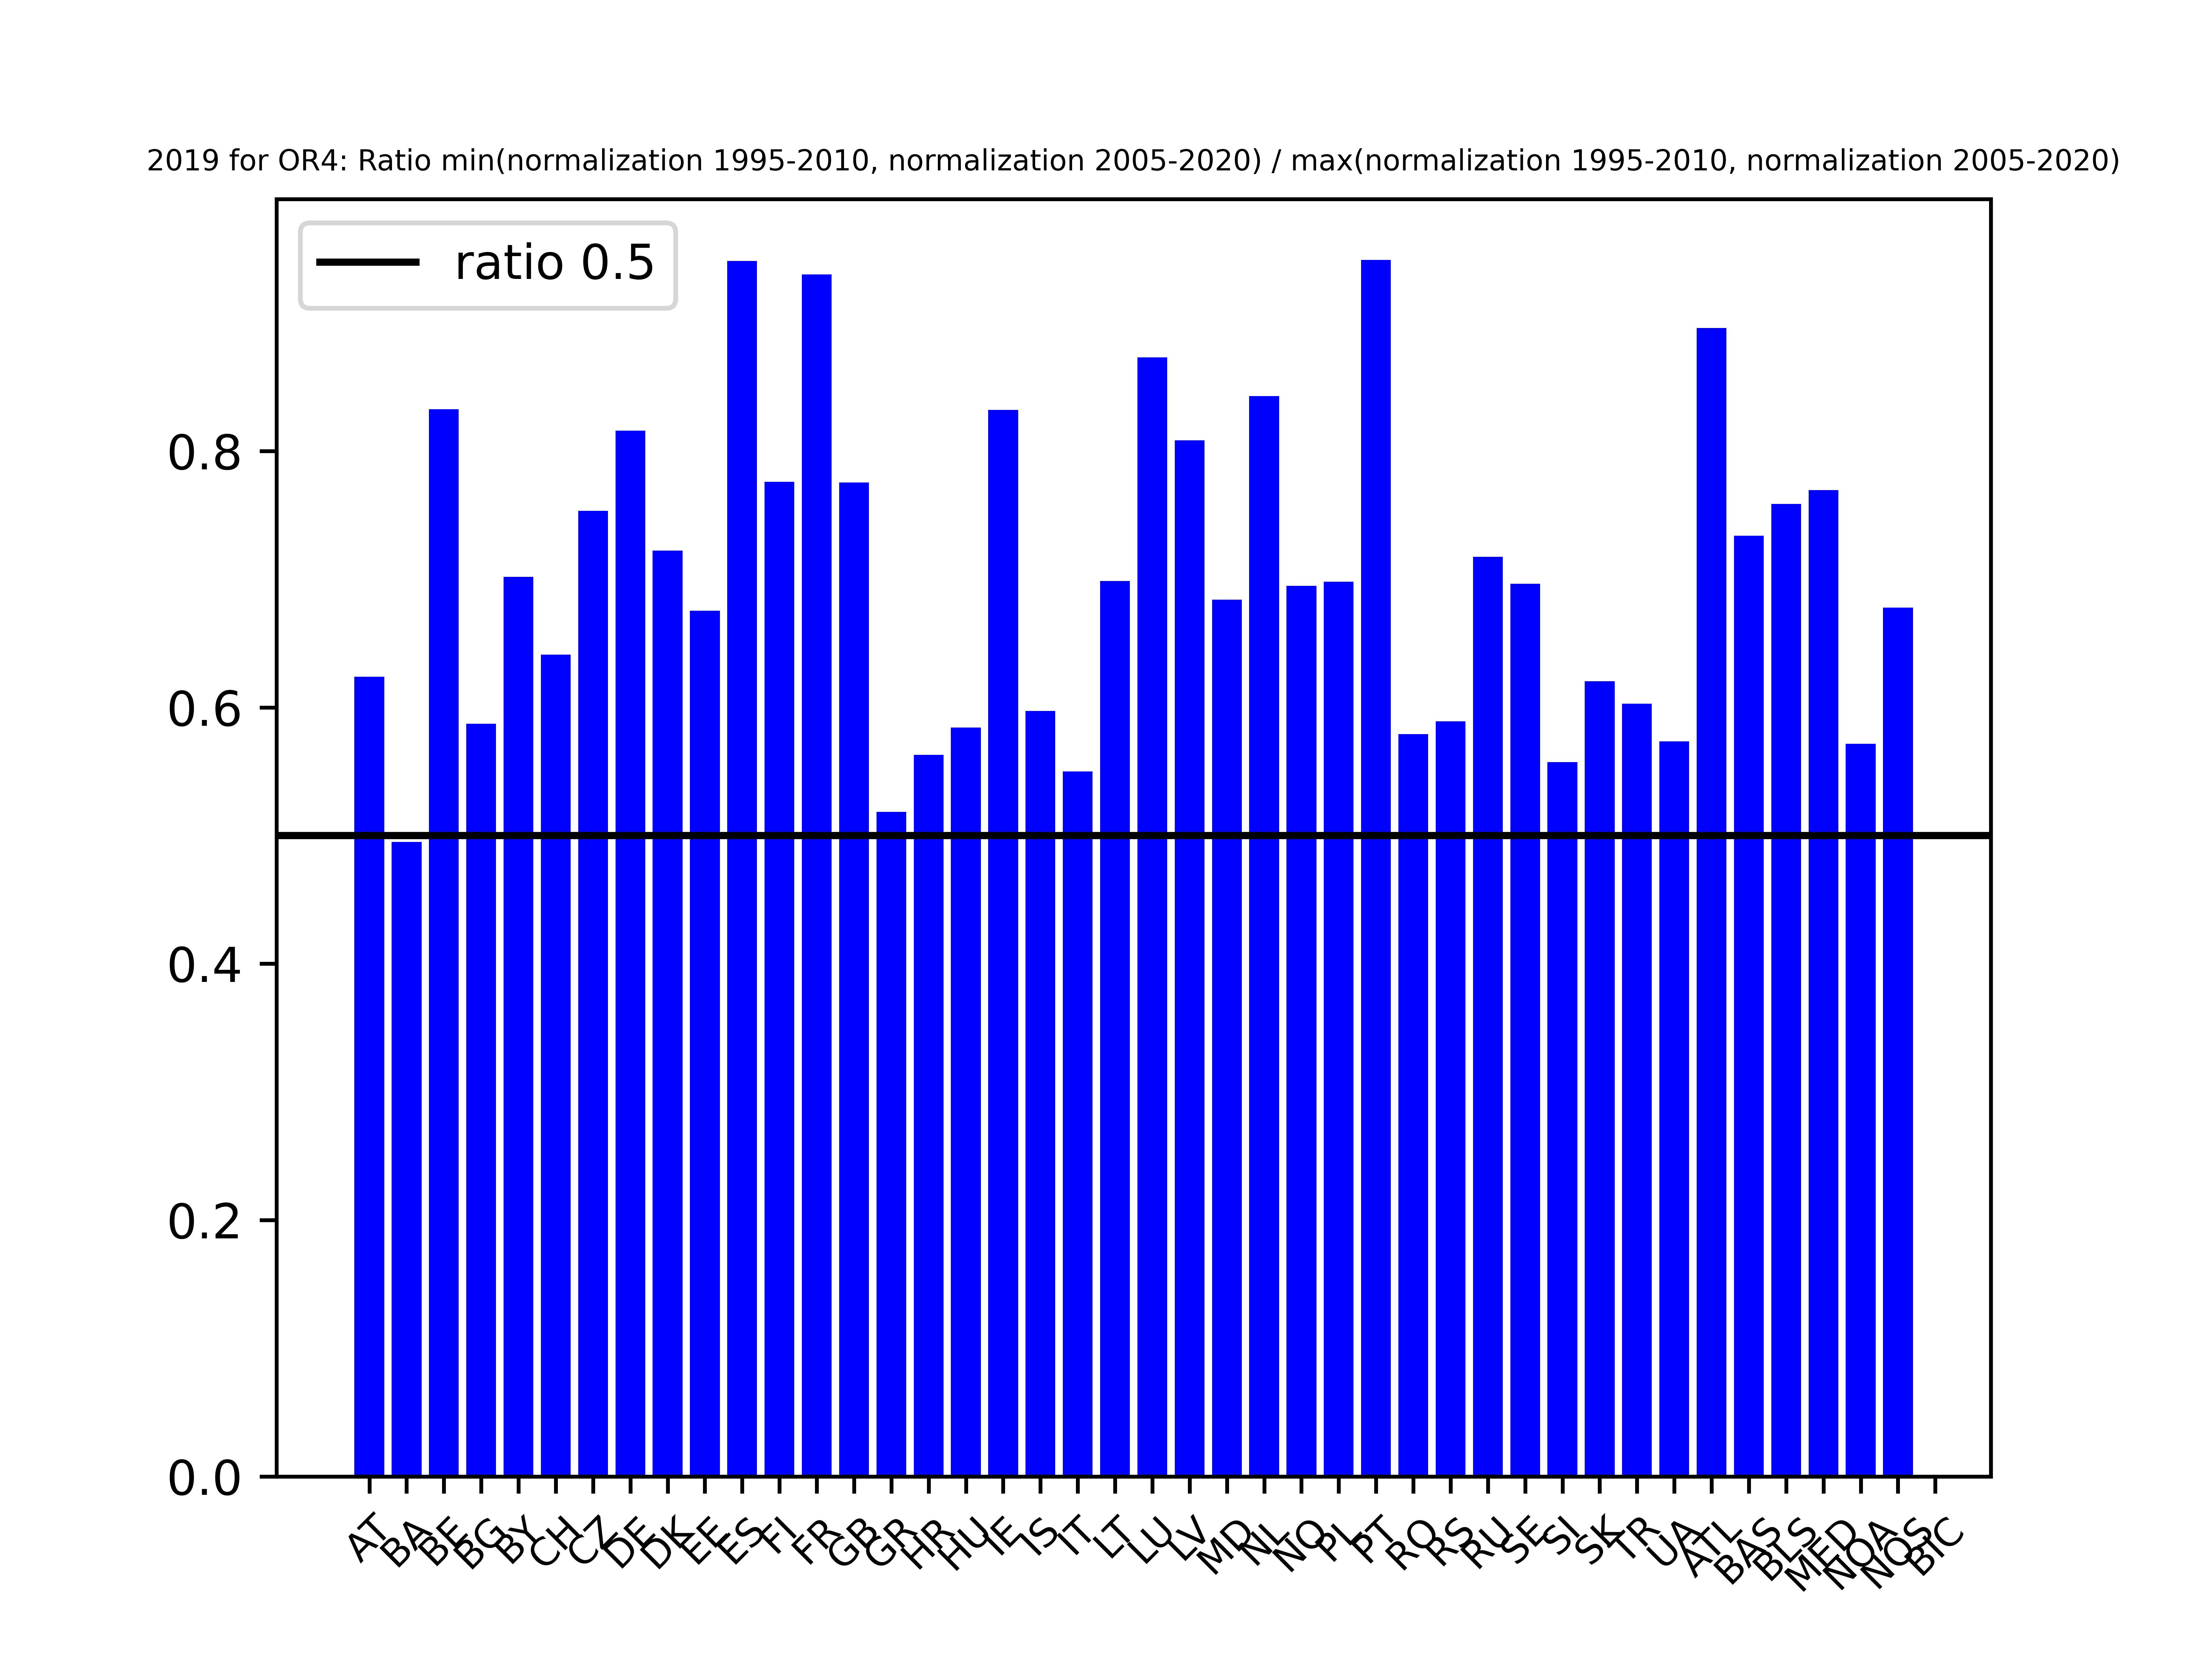 2019 for OR4: Ratio min(normalization 1995-2010, normalization 2005-2020) / max(normalization 1995-2010, normalization 2005-2020)
ratio 0.5
0.8
0.6
0.4
0.2
0.0
AT BA BE BG BY CH CZ DE DK EE ES FI FR GB GR HR HU IE IS IT LT LU LV MD NL NO PL PT RO RS RU SE SI SK TR UA ATL BAS BLS MED NOA NOS BIC